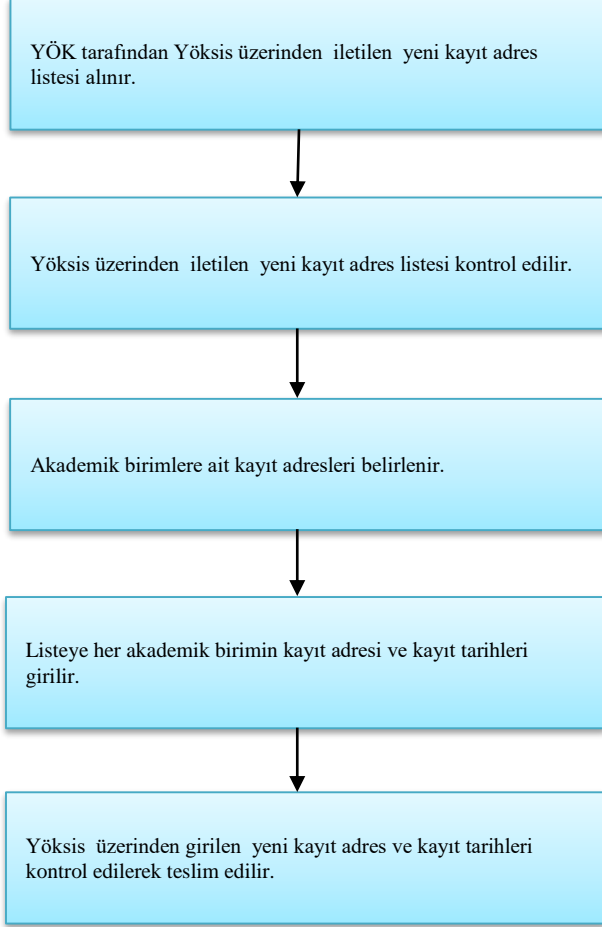 YÖK tarafından Yöksis üzerinden iletilen yeni kayıt adres
listesi alınır.
Yöksis üzerinden iletilen yeni kayıt adres listesi kontrol edilir.
Akademik birimlere ait kayıt adresleri belirlenir.
Listeye her akademik birimin kayıt adresi ve kayıt tarihleri
girilir.
Yöksis üzerinden girilen yeni kayıt adres ve kayıt tarihleri
kontrol edilerek teslim edilir.